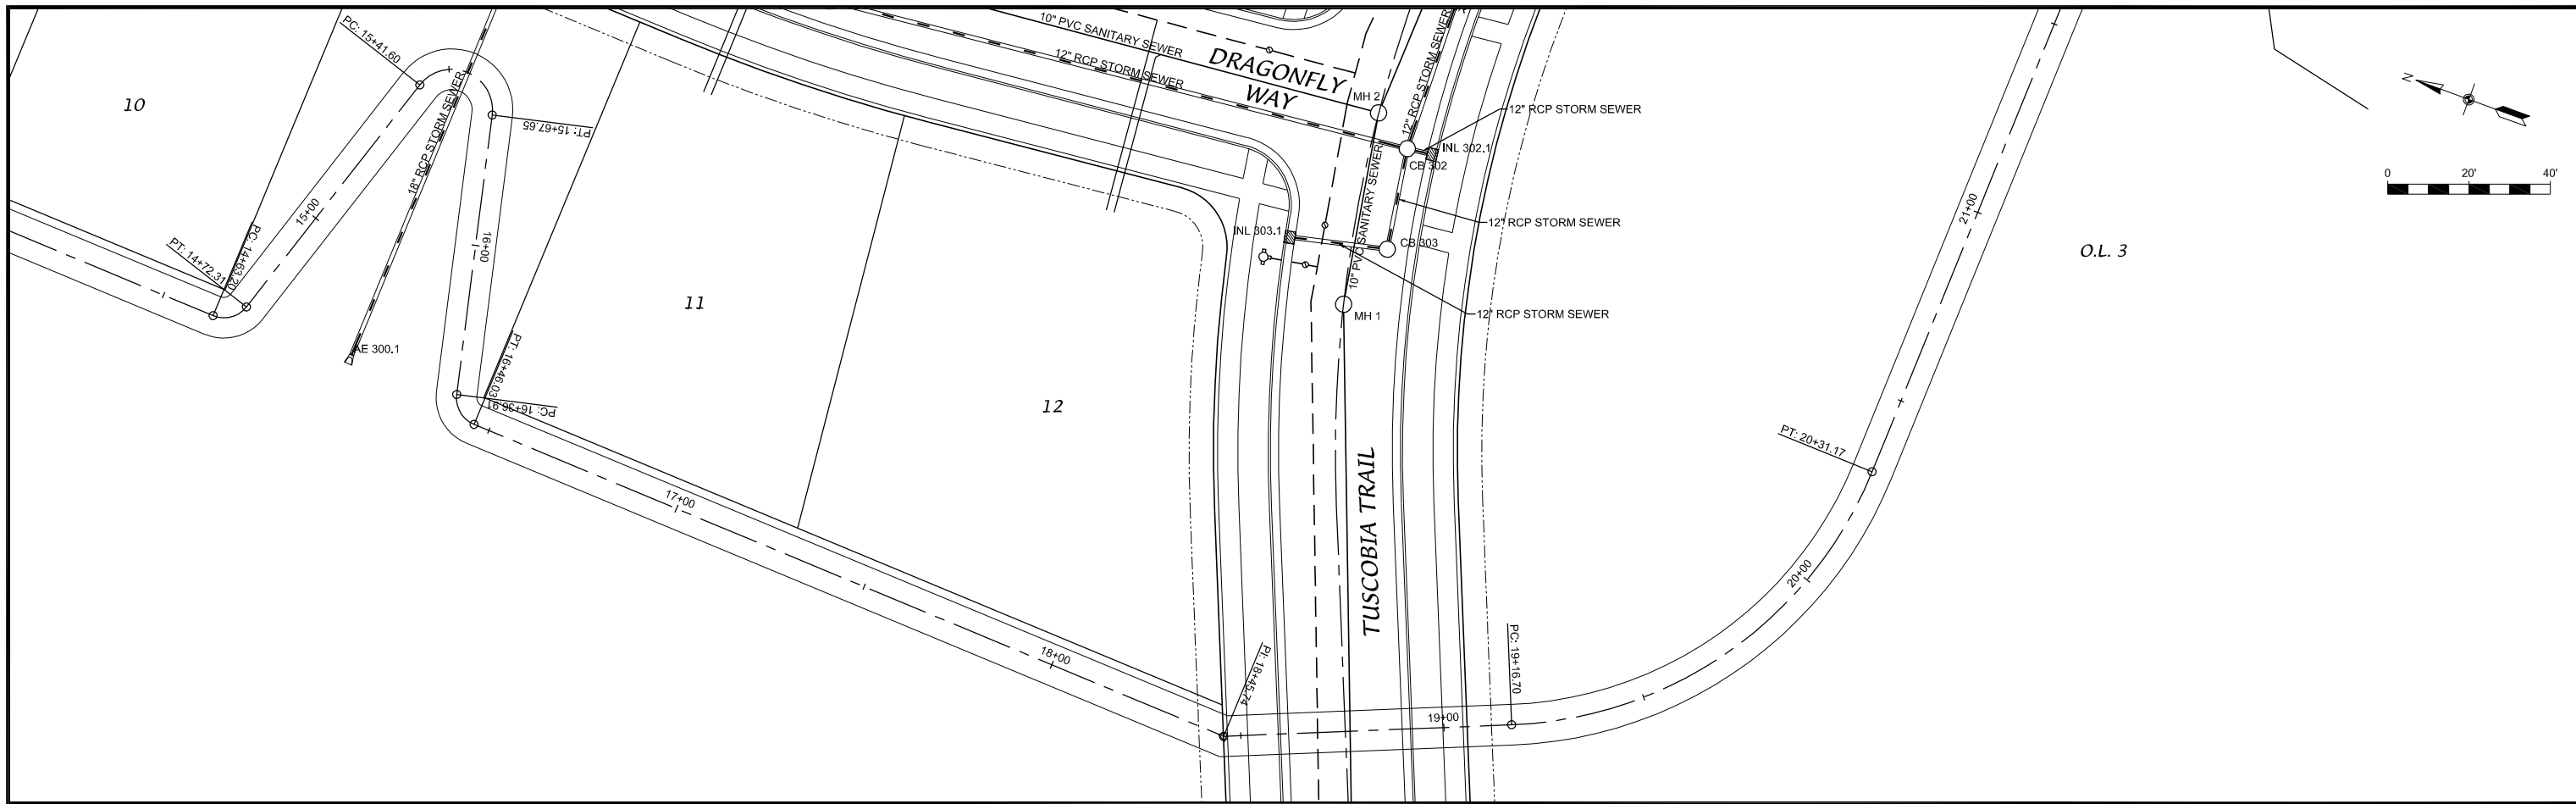 PC: 15+41.60
10" PVC SANITARY SEWER
12" RCP STORM SEWER
DRAGONFLY
WAY
12" RCP STORM SEWER
MH 2
12" RCP STORM SEWER
INL 302.1
CB 302
10
18" RCP STORM SEWER
PT: 15+67.65
N
0 20' 40'
15+00
PC: 14+63.20
PT: 14+72.31
16+00
10" PVC SANITARY SEWER
12" RCP STORM SEWER
INL 303.1
CB 303
21+00
O.L. 3
11
MH 1
12" RCP STORM SEWER
AE 300.1
PT: 16+46.03
PC: 16+36.91
12
PT: 20+31.17
TUSCOBIA TRAIL
17+00
20+00
18+00
PI: 18+45.74
PC: 19+16.70
19+00